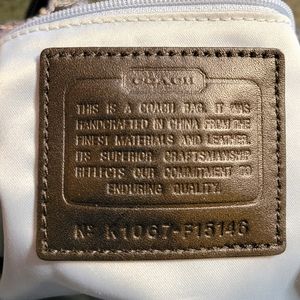 COACH
THIS IS A COACH BAG. IT WAS
HANDCRAFTED IN CHINA FROM THE
FINEST MATERIALS AND LEATHER.
ITS SUPERIOR CRAFTSMANSHIP
REFLECTS OUR COMMITMENT TO
ENDURING QUALITY.
Nº K1067-F15146